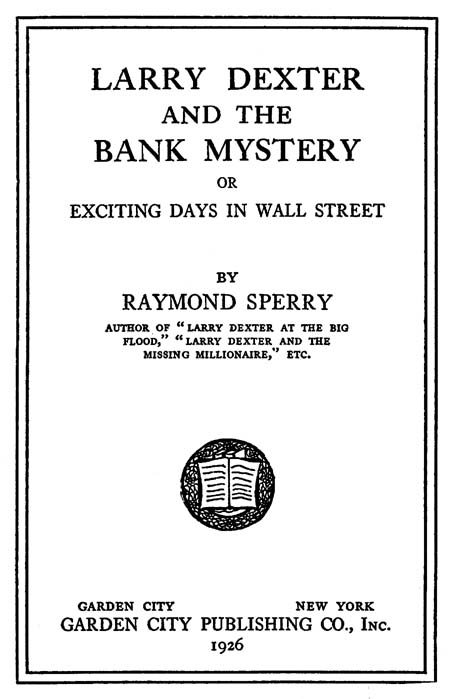 LARRY DEXTER
AND THE
BANK MYSTERY
OR
EXCITING DAYS IN WALL STREET
BY
RAYMOND SPERRY
AUTHOR OF "LARRY DEXTER AT THE BIG
FLOOD," "LARRY DEXTER AND THE
MISSING MILLIONAIRE," ETC.
GARDEN CITY NEW YORK
GARDEN CITY PUBLISHING CO., INC.
1926